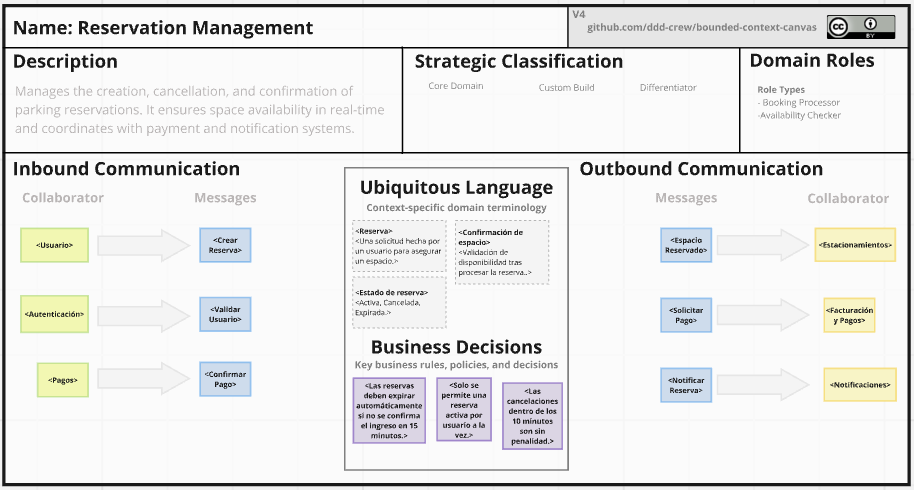 Name: Reservation Management
V4
github.com/ddd-crew/bounded-context-canvas
cc
BY
Description
Manages the creation, cancellation, and confirmation of
parking reservations. It ensures space availability in real-time
and coordinates with payment and notification systems.
Strategic Classification
Core Domain
Custom Build
Differentiator
Domain Roles
Role Types
- Booking Processor
-Availability Checker
Inbound Communication
Collaborator
Messages
<Usuario>
<Crear
Reserva>
<Autenticación>
<Validar
Usuario>
<Pagos>
<Confirmar
Pago>
Ubiquitous Language
Context-specific domain terminology
<Reserva>
<Una solicitud hecha por
un usuario para asegurar
un espacio.>
<Confirmación de
espacio>
<Validación de
disponibilidad tras
procesar la reserva..>
<Estado de reserva>
<Activa, Cancelada,
Expirada.>
Business Decisions
Key business rules, policies, and decisions
<Las reservas
deben expirar
automáticamente
si no se confirma
el ingreso en 15
minutos.>
<Solo se
permite una
reserva
activa por
usuario a la
vez.>
<Las
cancelaciones
dentro de los
10 minutos
son sin
penalidad.>
Outbound Communication
Messages
Collaborator
<Espacio
Reservado>
<Estacionamientos>
<Solicitar
Pago>
<Facturación
y Pagos>
<Notificar
Reserva>
<Notificaciones>